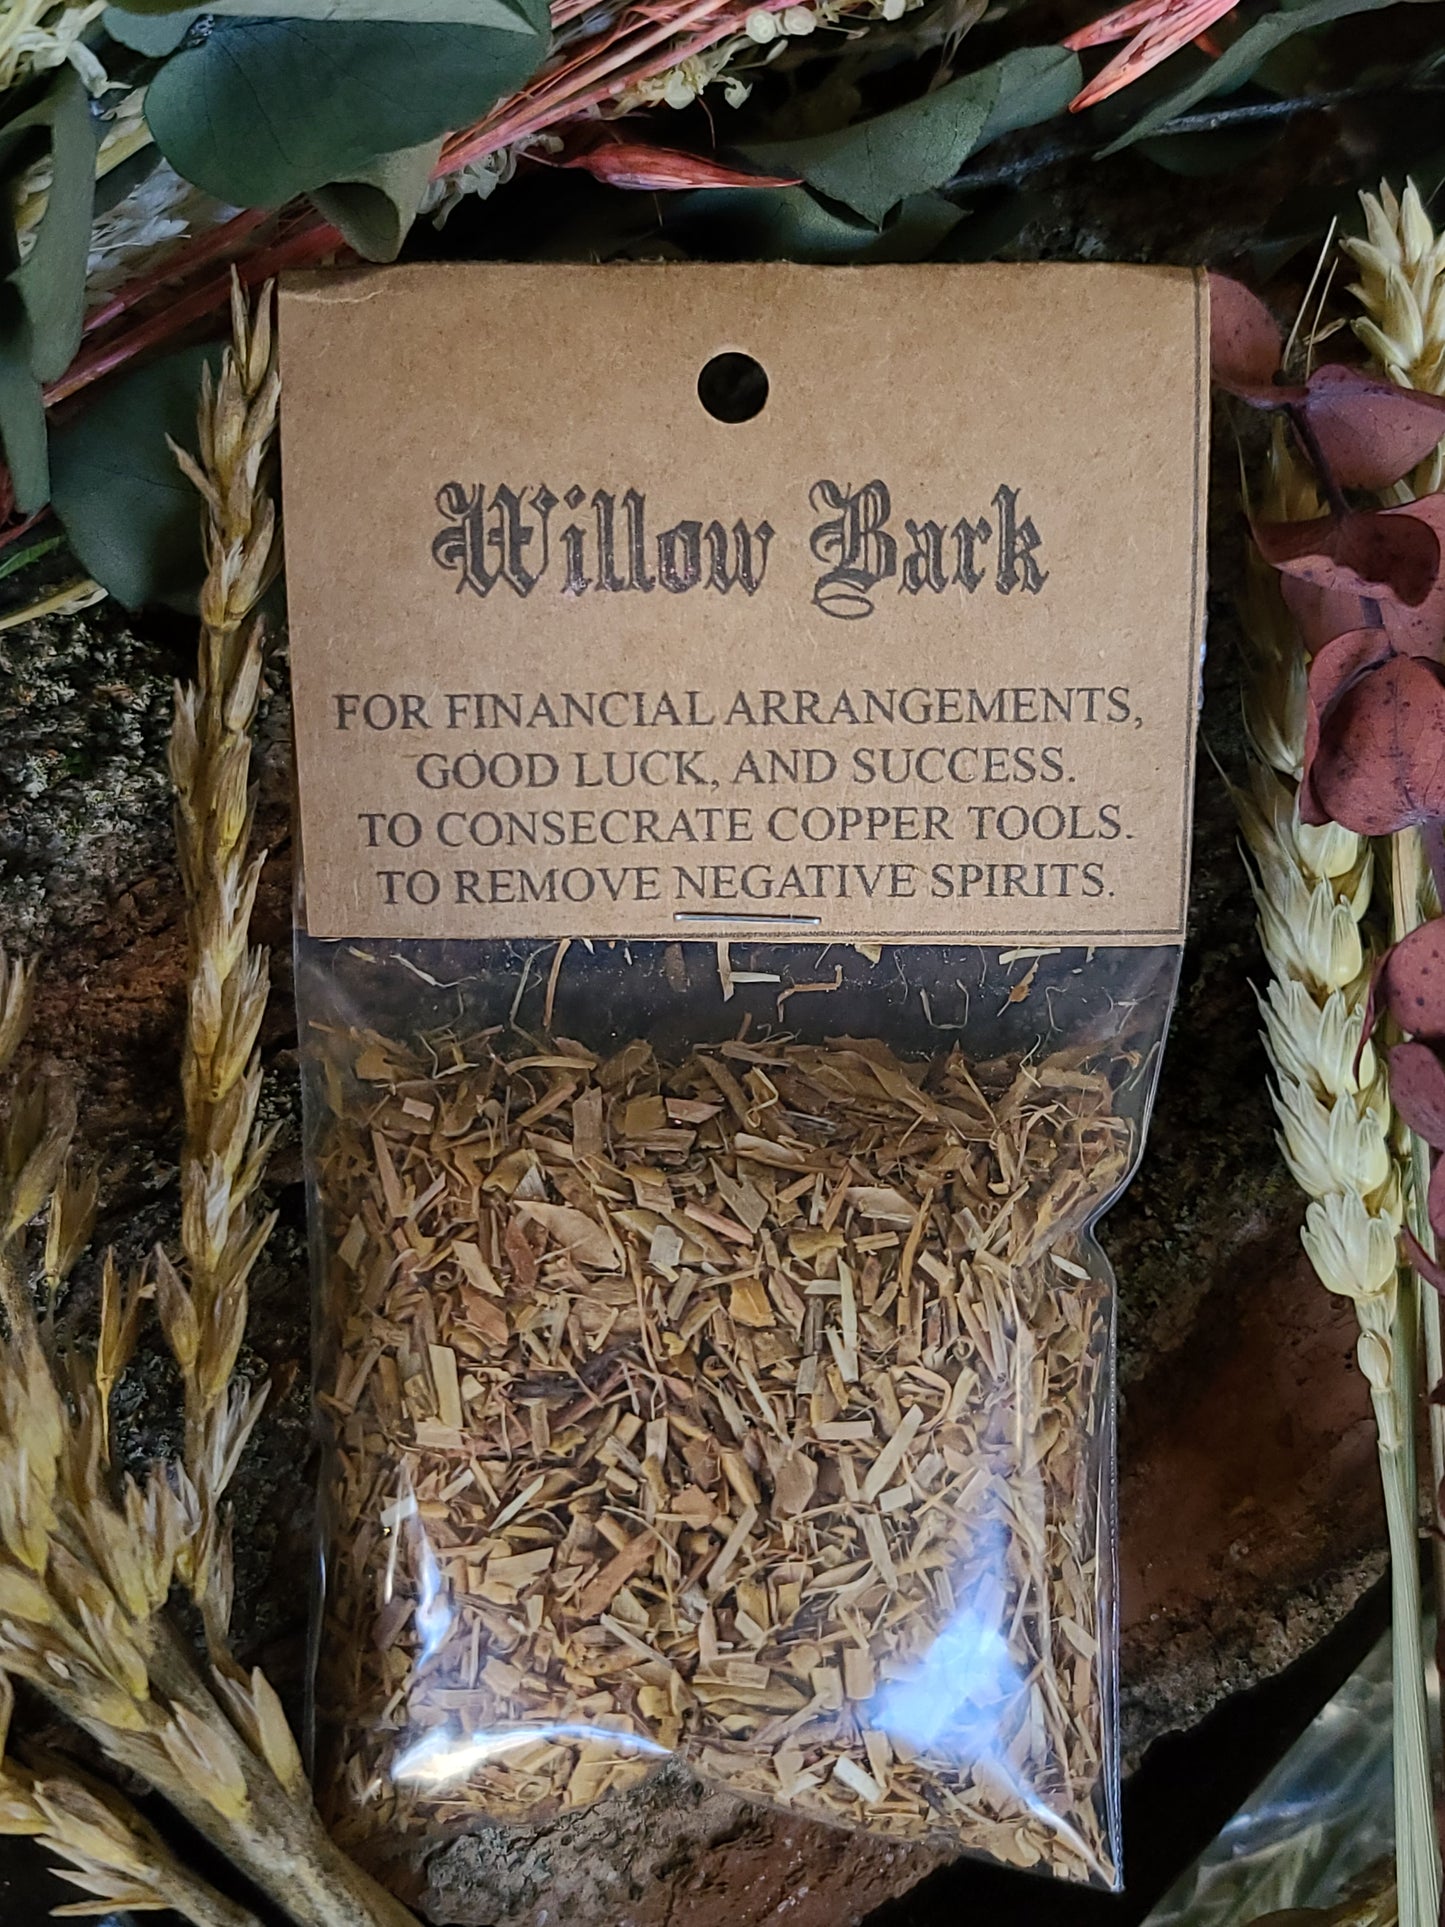 Willow Bark
FOR FINANCIAL ARRANGEMENTS,
GOOD LUCK, AND SUCCESS.
TO CONSECRATE COPPER TOOLS.
TO REMOVE NEGATIVE SPIRITS.